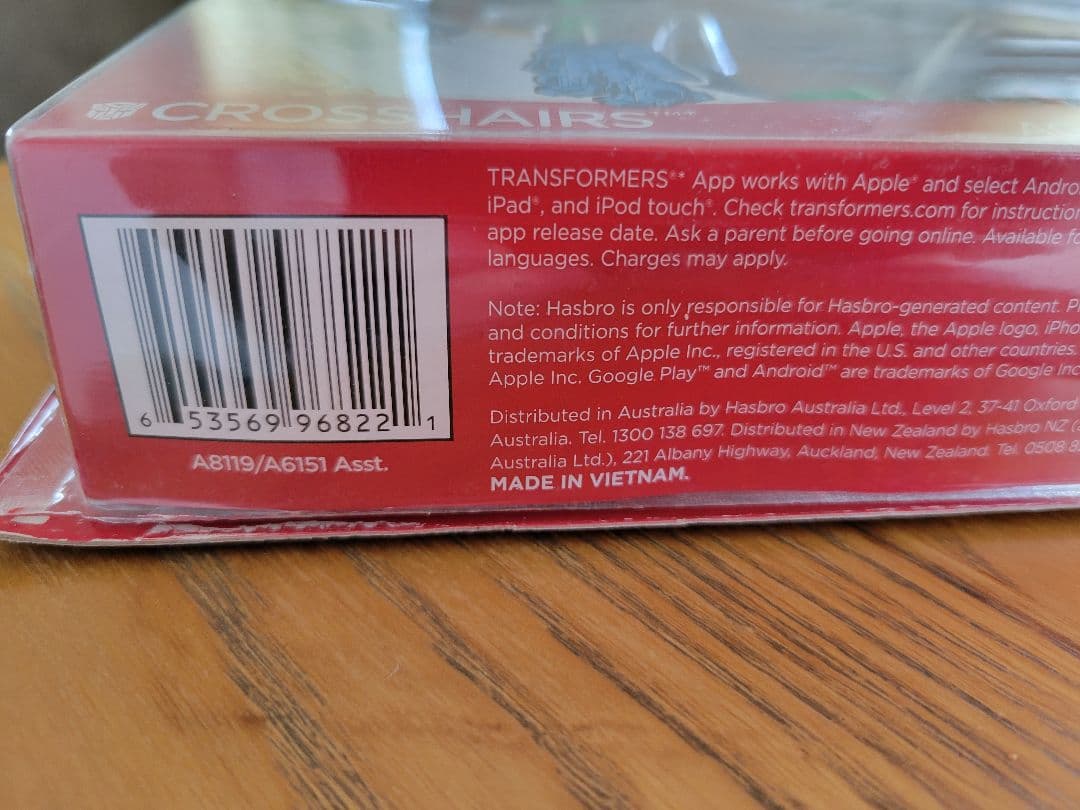 CROSSHAIRS™
TRANSFORMERS** App works with Apple® and select Andro
iPad®, and iPod touch®. Check transformers.com for instruction
app release date. Ask a parent before going online. Available fo
languages. Charges may apply.
Note: Hasbro is only responsible for Hasbro-generated content. P
and conditions for further information. Apple, the Apple logo, iPho
trademarks of Apple Inc., registered in the U.S. and other countries.
Apple Inc. Google Play™ and Android™ are trademarks of Google Inc
Distributed in Australia by Hasbro Australia Ltd., Level 2, 37-41 Oxford
Australia. Tel. 1300 138 697. Distributed in New Zealand by Hasbro NZ (
Australia Ltd.), 221 Albany Highway, Auckland, New Zealand. Tel. 0508 8
MADE IN VIETNAM.
6 53569 96822 1
A8119/A6151 Asst.